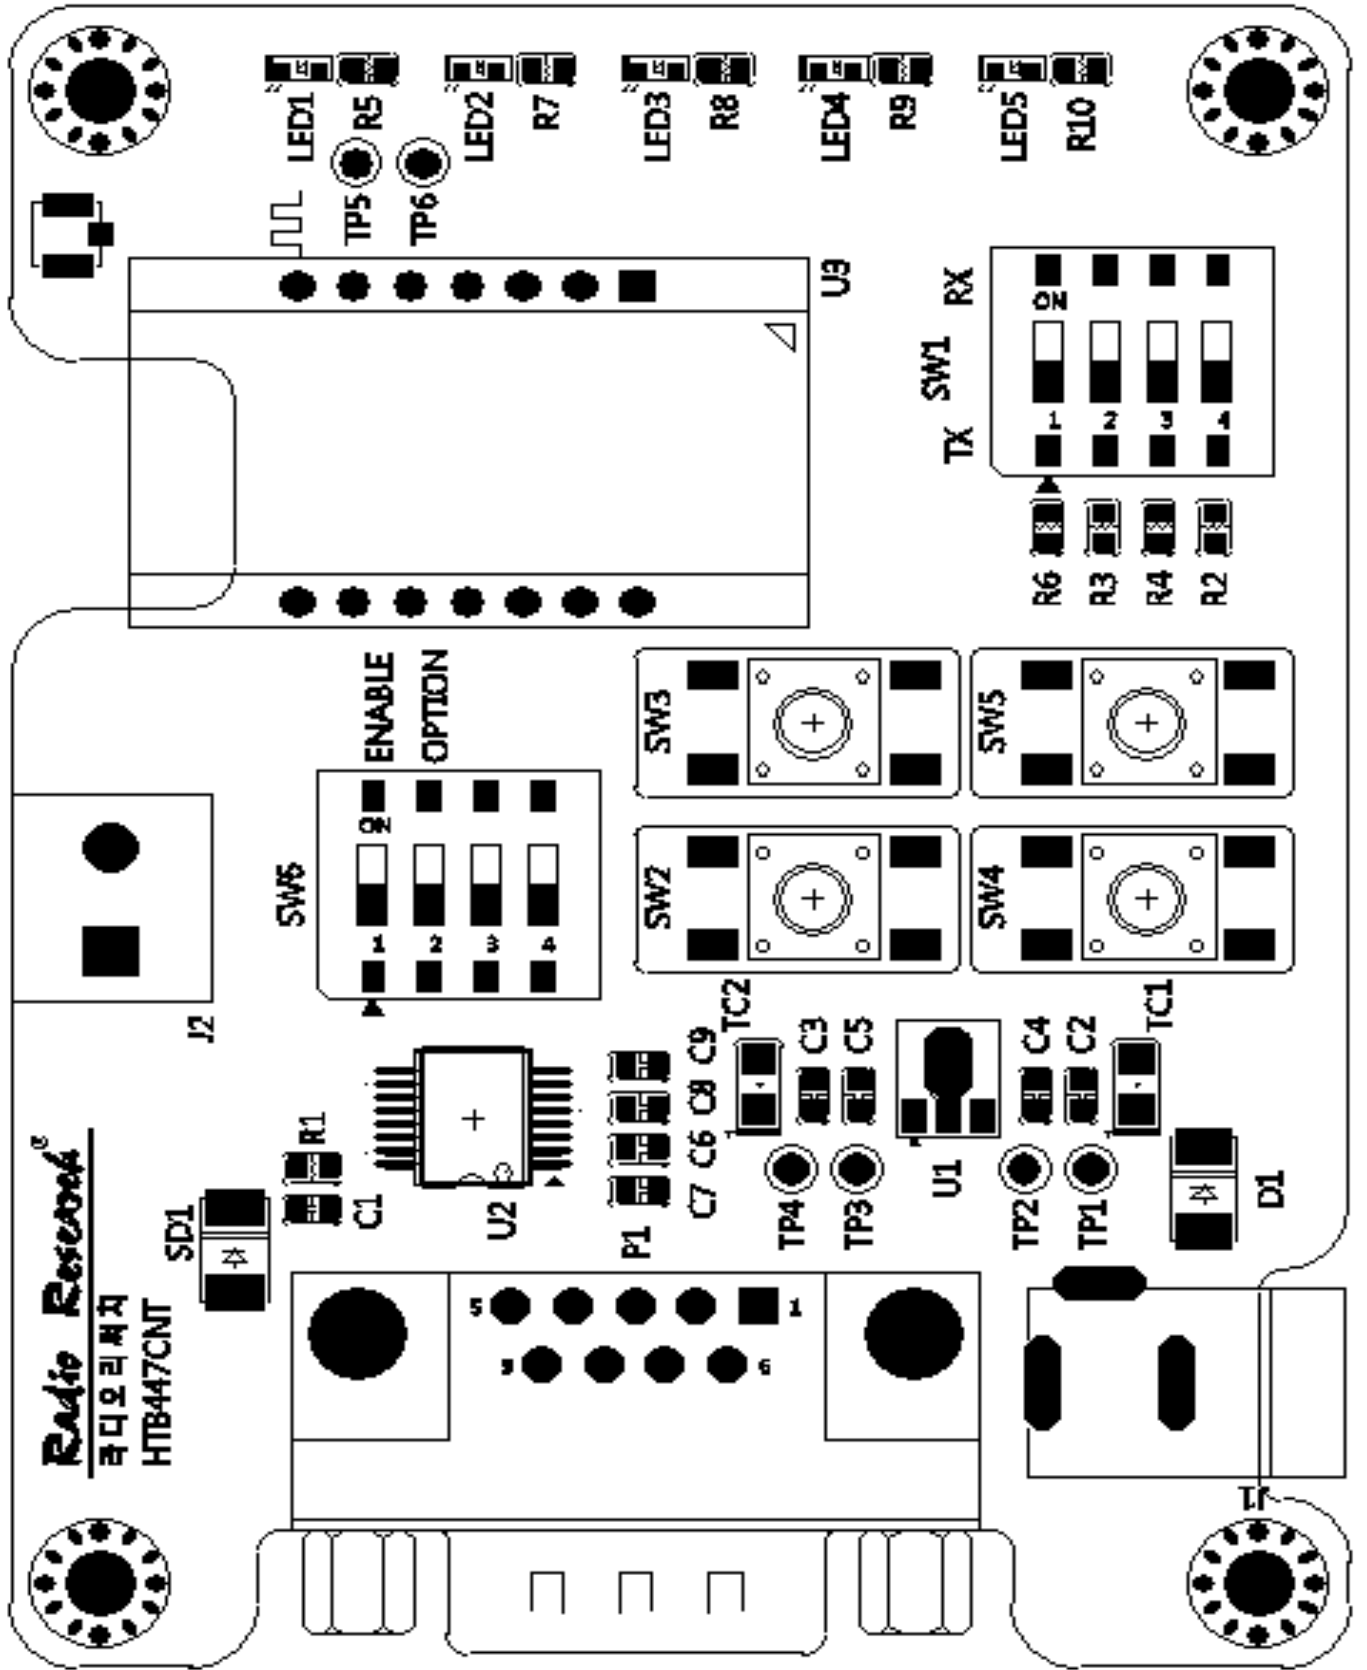 LED1
R5
LED2
R7
LED3
R8
LED4
R9
LED5
R10
TP5
TP6
U3
RX
SW1
TX
ON
1
2
3
4
R6
R3
R4
R2
ENABLE
OPTION
SW6
ON
1
2
3
4
SW3
SW5
SW2
SW4
J2
TC2
TC1
C3
C5
C4
C2
C9
C8
C6
C7
R1
C1
U2
P1
TP4
TP3
U1
TP2
TP1
D1
SD1
Radio Research®
라디오리써치
HTB447CNT
5
1
9
6
J1